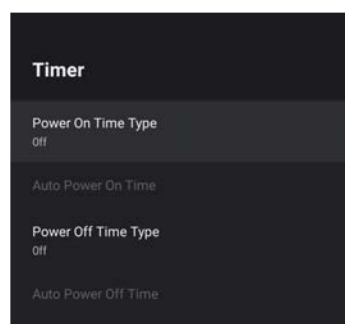 Timer
Power On Time Type
Off
Auto Power On Time
Power Off Time Type
Off
Auto Power Off Time